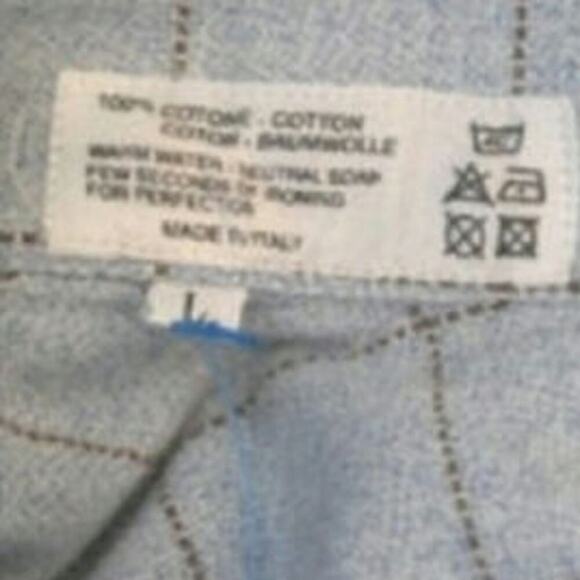 100% COTONE - COTTON
COTON - BAUMWOLLE
WARM WATER - NEUTRAL SOAP
FEW SECONDS OF IRONING
FOR PERFECTION
MADE IN ITALY
L